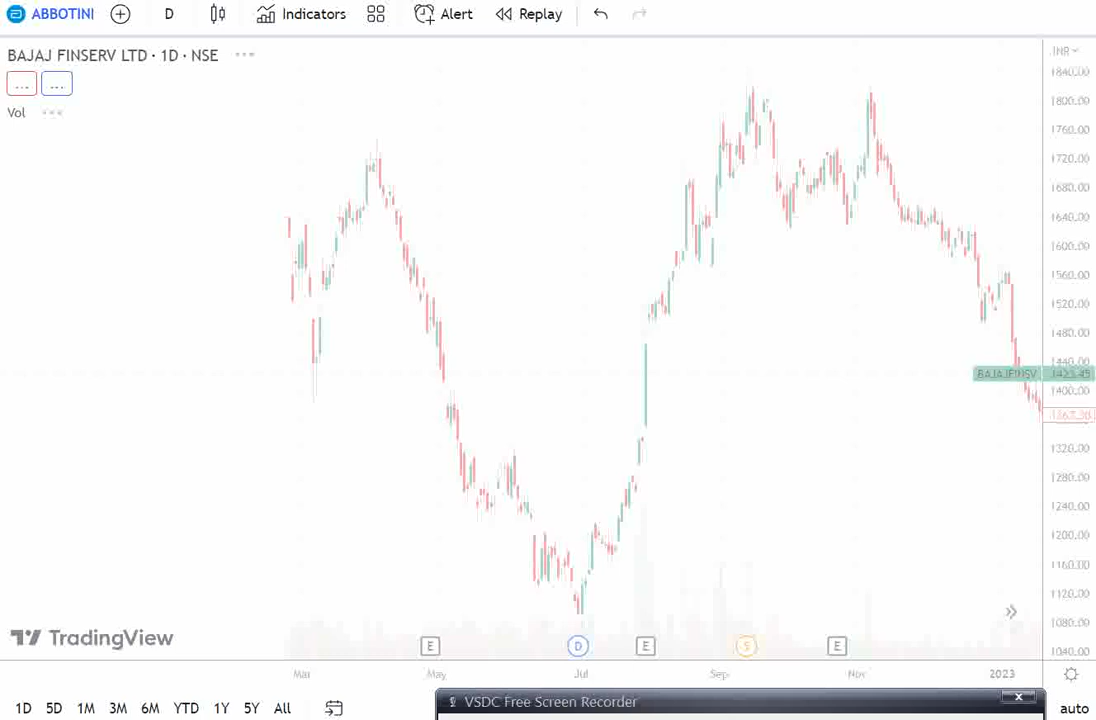 ABBOTINI D Indicators Alert Replay
BAJAJ FINSERV LTD · 1D · NSE
INR
Vol
1840.00
1800.00
1760.00
1720.00
1680.00
1640.00
1600.00
1560.00
1520.00
1480.00
1440.00
BAJAJFINSV 1423.45
1400.00
1320.00
1280.00
1240.00
1200.00
1160.00
1120.00
1080.00
1040.00
TradingView
E D E S E
Mar May Jul Sep Nov 2023
1D 5D 1M 3M 6M YTD 1Y 5Y All
VSDC Free Screen Recorder
auto